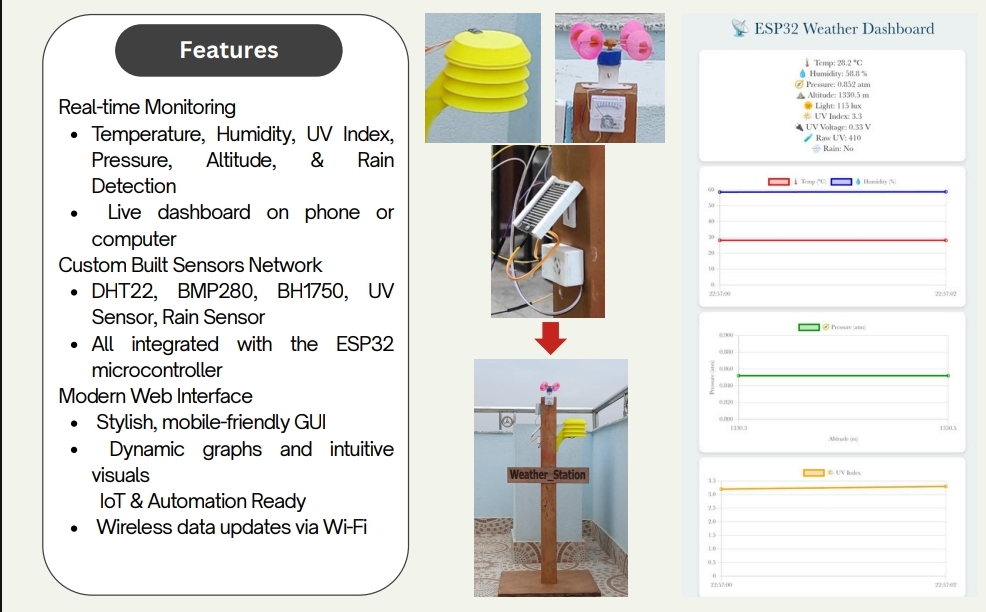 Features
Real-time Monitoring
• Temperature, Humidity, UV Index,
Pressure, Altitude, & Rain
Detection
• Live dashboard on phone or
computer
Custom Built Sensors Network
• DHT22, BMP280, BH1750, UV
Sensor, Rain Sensor
• All integrated with the ESP32
microcontroller
Modern Web Interface
• Stylish, mobile-friendly GUI
• Dynamic graphs and intuitive
visuals
IoT & Automation Ready
• Wireless data updates via Wi-Fi
Weather_Station
ESP32 Weather Dashboard
Temp: 28.2 °C
Humidity: 58.8 %
Pressure: 0.852 atm
Altitude: 1330.5 m
Light: 115 lux
UV Index: 3.3
UV Voltage: 0.33 V
Raw UV: 410
Rain: No
Temp (°C) Humidity (%)
60
50
40
30
20
10
0
22:57:00 22:57:02
Pressure (atm)
0.900
0.880
0.860
0.840
0.820
0.800
Pressure (atm)
1330.5 1330.5
Altitude (m)
UV Index
3.5
3.0
2.5
2.0
1.5
1.0
0.5
0
22:57:00 22:57:02